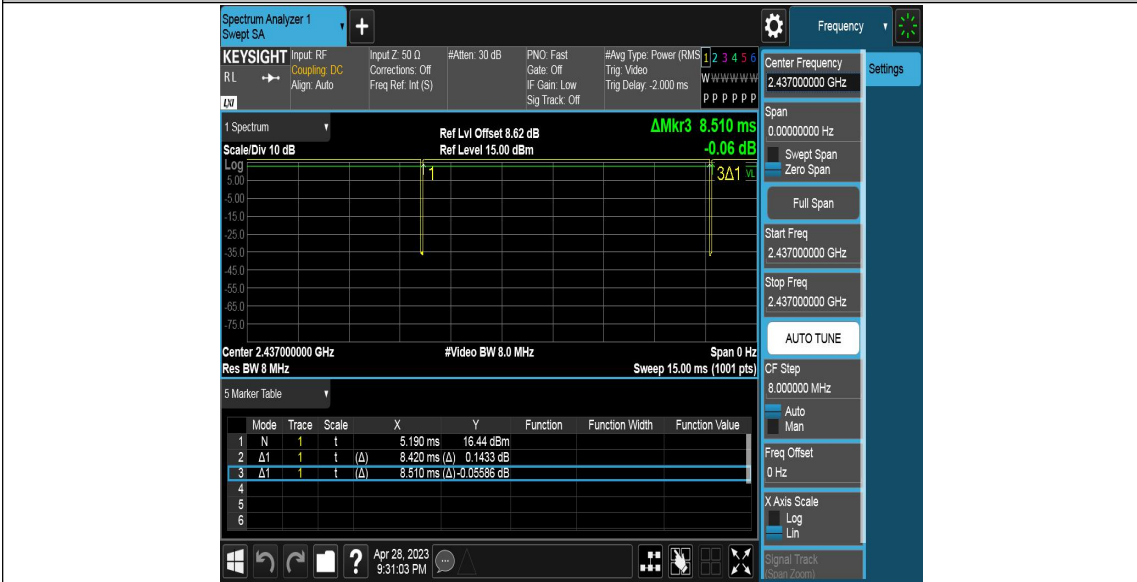 Spectrum Analyzer 1
Swept SA
+
Frequency
KEYSIGHT
RL
LXI
Input: RF
Coupling: DC
Align: Auto
Input Z: 50 Ω
Corrections: Off
Freq Ref: Int (S)
#Atten: 30 dB
PNO: Fast
Gate: Off
IF Gain: Low
Sig Track: Off
#Avg Type: Power (RMS
Trig: Video
Trig Delay: -2.000 ms
1 2 3 4 5 6
W W W W W W
P P P P P P
1 Spectrum
Scale/Div 10 dB
Ref Lvl Offset 8.62 dB
Ref Level 15.00 dBm
ΔMkr3 8.510 ms
-0.06 dB
Log
5.00
-5.00
-15.0
-25.0
-35.0
-45.0
-55.0
-65.0
-75.0
1
3Δ1
VL
Center 2.437000000 GHz
#Video BW 8.0 MHz
Span 0 Hz
Res BW 8 MHz
Sweep 15.00 ms (1001 pts)
5 Marker Table
Mode Trace Scale X Y Function Function Width Function Value
1 N 1 t 5.190 ms 16.44 dBm
2 Δ1 1 t (Δ) 8.420 ms (Δ) 0.1433 dB
3 Δ1 1 t (Δ) 8.510 ms (Δ) -0.05586 dB
4
5
6
?
Apr 28, 2023
9:31:03 PM
Center Frequency
2.437000000 GHz
Settings
Span
0.00000000 Hz
Swept Span
Zero Span
Full Span
Start Freq
2.437000000 GHz
Stop Freq
2.437000000 GHz
AUTO TUNE
CF Step
8.000000 MHz
Auto
Man
Freq Offset
0 Hz
X Axis Scale
Log
Lin
Signal Track
(Span Zoom)